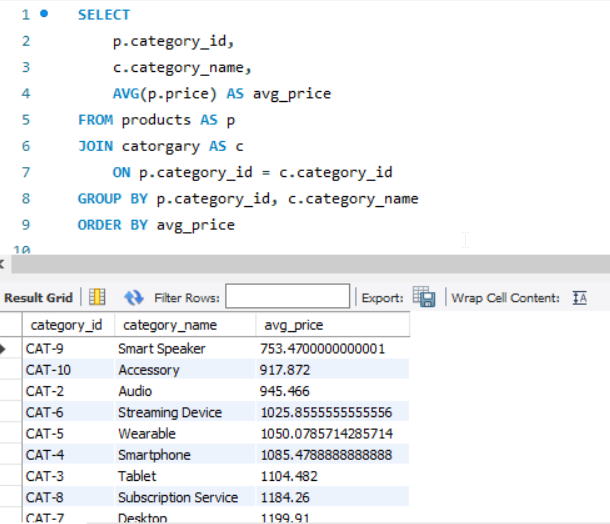 1 SELECT
2 p.category_id,
3 c.category_name,
4 AVG(p.price) AS avg_price
5 FROM products AS p
6 JOIN catorgary AS c
7 ON p.category_id = c.category_id
8 GROUP BY p.category_id, c.category_name
9 ORDER BY avg_price
10
Result Grid Filter Rows: Export: Wrap Cell Content: IA
category_id category_name avg_price
CAT-9 Smart Speaker 753.4700000000001
CAT-10 Accessory 917.872
CAT-2 Audio 945.466
CAT-6 Streaming Device 1025.8555555555556
CAT-5 Wearable 1050.0785714285714
CAT-4 Smartphone 1085.4788888888888
CAT-3 Tablet 1104.482
CAT-8 Subscription Service 1184.26
CAT-7 Desktop 1199.91